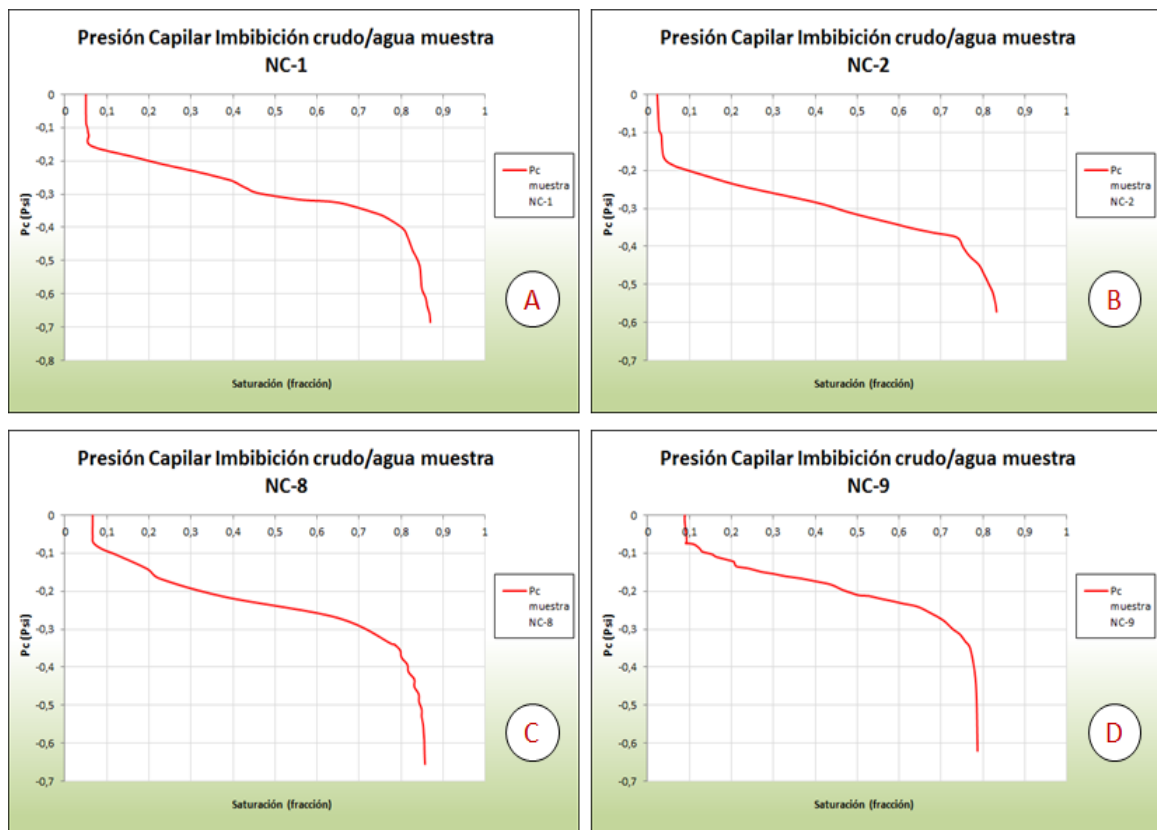 Presión Capilar Imbibición crudo/agua muestra
NC-1
0
0 0,1 0,2 0,3 0,4 0,5 0,6 0,7 0,8 0,9 1
-0,1
-0,2
-0,3
-0,4
-0,5
-0,6
-0,7
-0,8
Pc (Psi)
Saturación (fracción)
Pc
muestra
NC-1
A
Presión Capilar Imbibición crudo/agua muestra
NC-2
0
0 0,1 0,2 0,3 0,4 0,5 0,6 0,7 0,8 0,9 1
-0,1
-0,2
-0,3
-0,4
-0,5
-0,6
-0,7
Pc (Psi)
Saturación (fracción)
Pc
muestra
NC-2
B
Presión Capilar Imbibición crudo/agua muestra
NC-8
0
0 0,1 0,2 0,3 0,4 0,5 0,6 0,7 0,8 0,9 1
-0,1
-0,2
-0,3
-0,4
-0,5
-0,6
-0,7
Pc (Psi)
Saturación (fracción)
Pc
muestra
NC-8
C
Presión Capilar Imbibición crudo/agua muestra
NC-9
0
0 0,1 0,2 0,3 0,4 0,5 0,6 0,7 0,8 0,9 1
-0,1
-0,2
-0,3
-0,4
-0,5
-0,6
-0,7
Pc (Psi)
Saturación (fracción)
Pc
muestra
NC-9
D